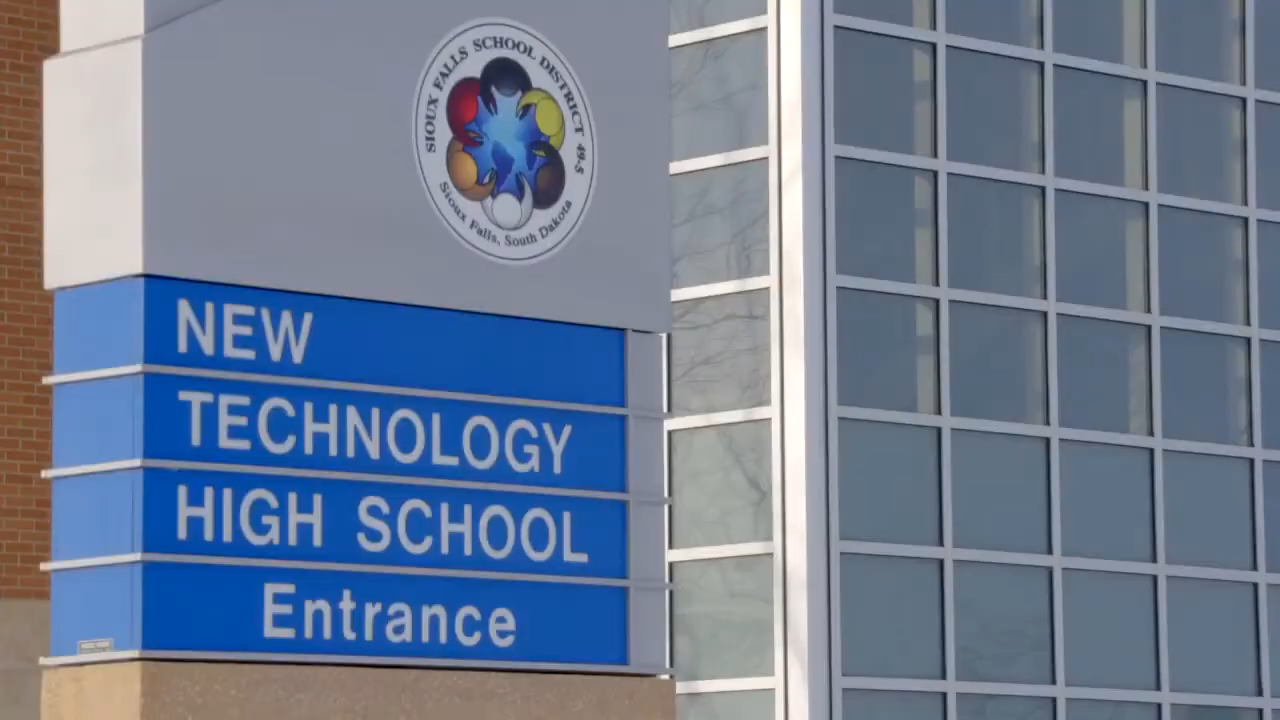 SIOUX FALLS SCHOOL DISTRICT 49-5
Sioux Falls, South Dakota
NEW
TECHNOLOGY
HIGH SCHOOL
Entrance